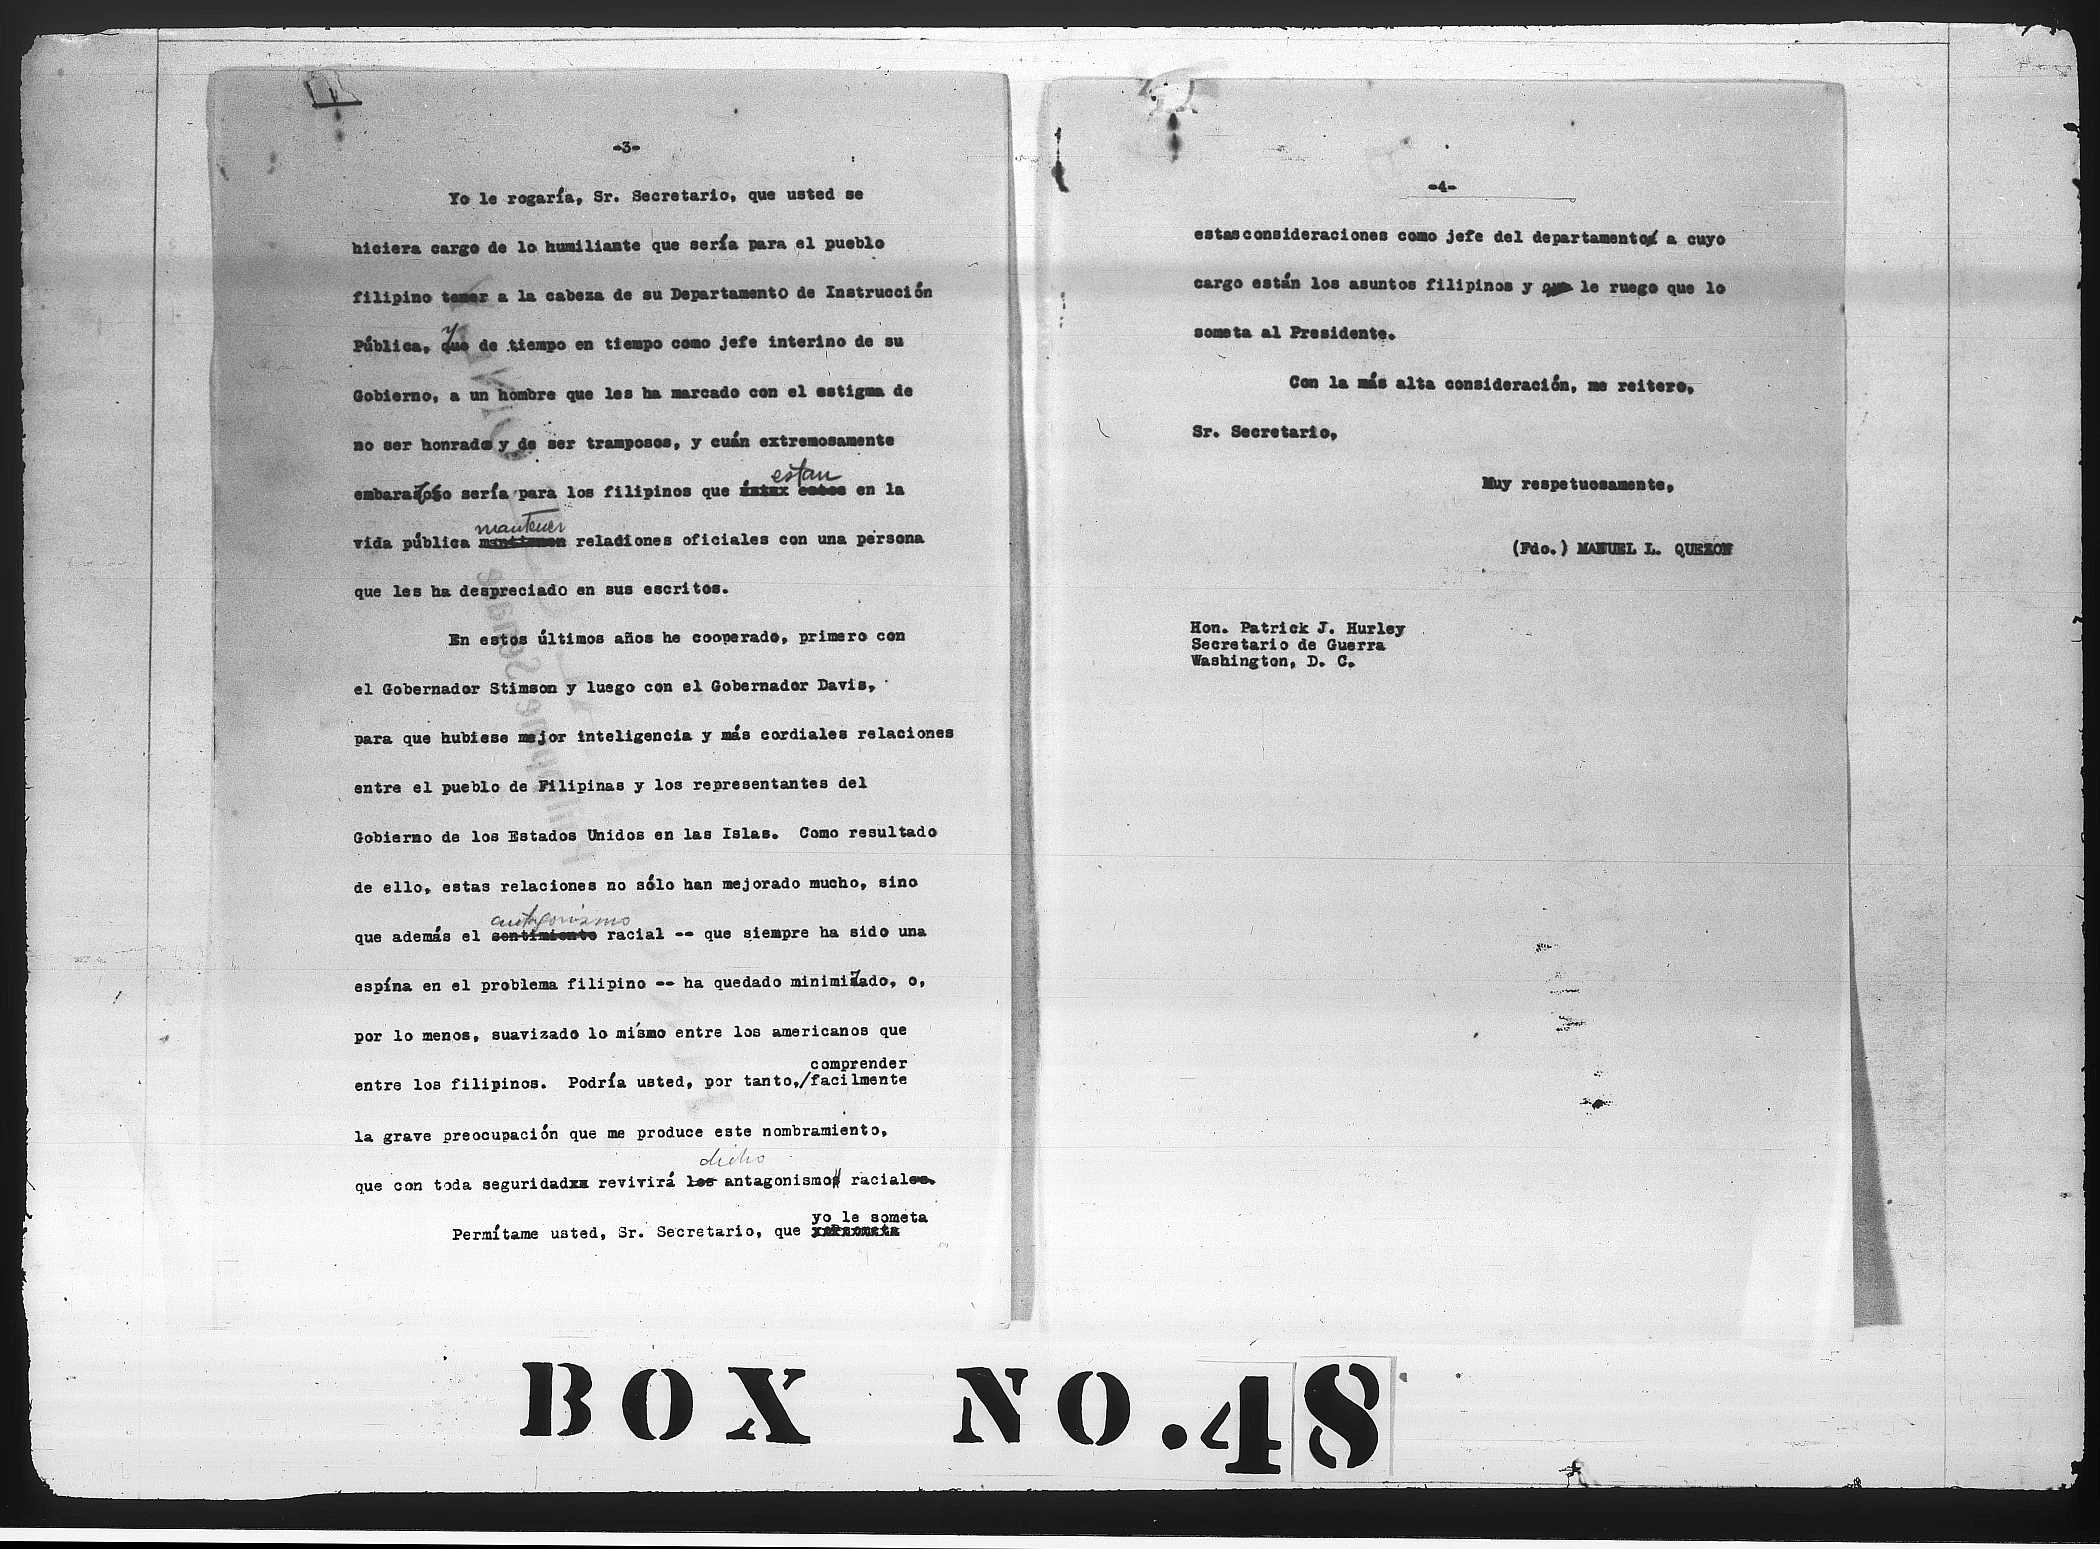 -3-
Yo le rogaría, Sr. Secretario, que usted se
hiciera cargo de lo humiliante que sería para el pueblo
filipino tener a la cabeza de su Departamento de Instrucción
y
Pública, que de tiempo en tiempo como jefe interino de su
Gobierno, a un hombre que les ha marcado con el estigma de
no ser honrados y de ser tramposos, y cuán extremosamente
estan
embarazoso sería para los filipinos que estos en la
mantener
vida pública relaciones oficiales con una persona
que les ha despreciado en sus escritos.
En estos últimos años he cooperado, primero con
el Gobernador Stimson y luego con el Gobernador Davis,
para que hubiese mejor inteligencia y más cordiales relaciones
entre el pueblo de Filipinas y los representantes del
Gobierno de los Estados Unidos en las Islas. Como resultado
de ello, estas relaciones no sólo han mejorado mucho, sino
antagonismo
que además el sentimiento racial -- que siempre ha sido una
espína en el problema filipino -- ha quedado minimizado, o,
por lo menos, suavizado lo mísmo entre los americanos que
comprender
entre los filipinos. Podría usted, por tanto,/facilmente
la grave preocupación que me produce este nombramiento,
dicho
que con toda seguridadxx revivirá los antagonismos raciales.
yo le someta
Permítame usted, Sr. Secretario, que
-4-
estas consideraciones como jefe del departamento a cuyo
cargo están los asuntos filipinos y que le ruego que lo
someta al Presidente.
Con la más alta consideración, me reitero,
Sr. Secretario,
Muy respetuosamente,
(Fdo.) MANUEL L. QUEZON
Hon. Patrick J. Hurley
Secretario de Guerra
Washington, D. C.
BOX NO. 48